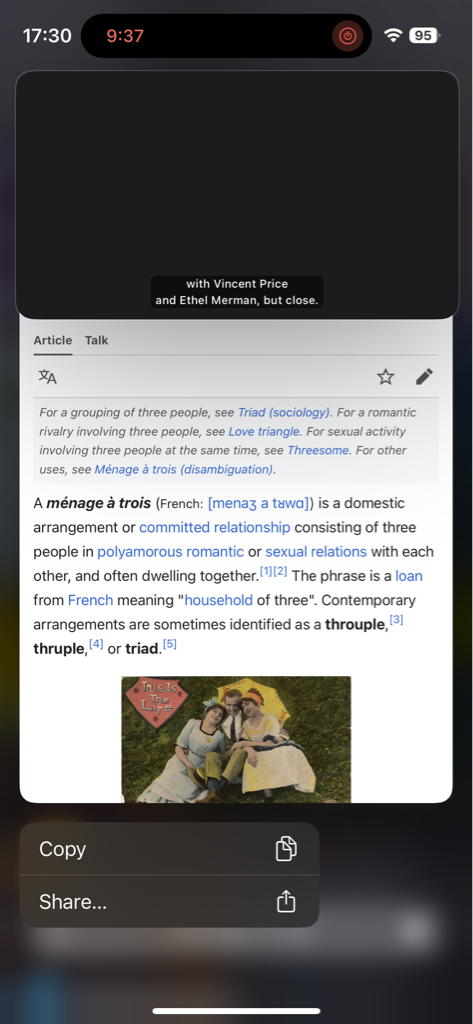 17:30 9:37 95
with Vincent Price
and Ethel Merman, but close.
Article Talk
For a grouping of three people, see Triad (sociology). For a romantic
rivalry involving three people, see Love triangle. For sexual activity
involving three people at the same time, see Threesome. For other
uses, see Ménage à trois (disambiguation).
A ménage à trois (French: [menaʒ a tʁwɑ]) is a domestic
arrangement or committed relationship consisting of three
people in polyamorous romantic or sexual relations with each
other, and often dwelling together.[1][2] The phrase is a loan
from French meaning "household of three". Contemporary
arrangements are sometimes identified as a throuple,[3]
thruple,[4] or triad.[5]
This Is
The
Life
Copy
Share...